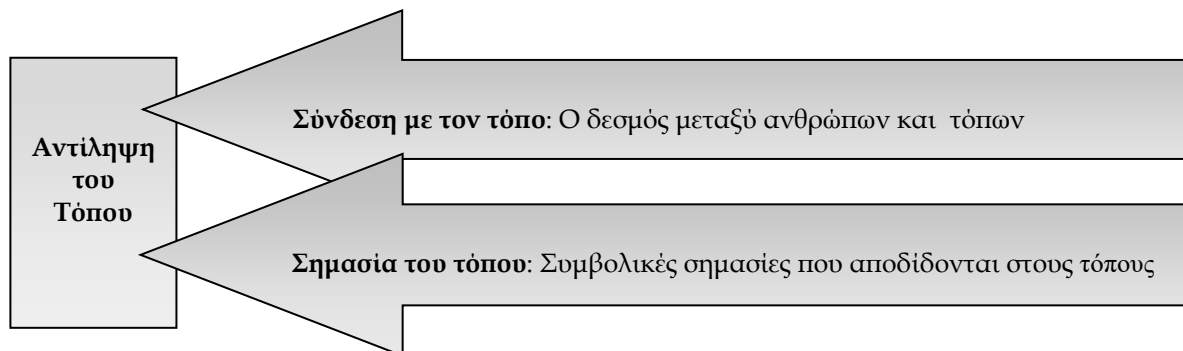 Αντίληψη
του
Τόπου
Σύνδεση με τον τόπο: Ο δεσμός μεταξύ ανθρώπων και τόπων
Σημασία του τόπου: Συμβολικές σημασίες που αποδίδονται στους τόπους